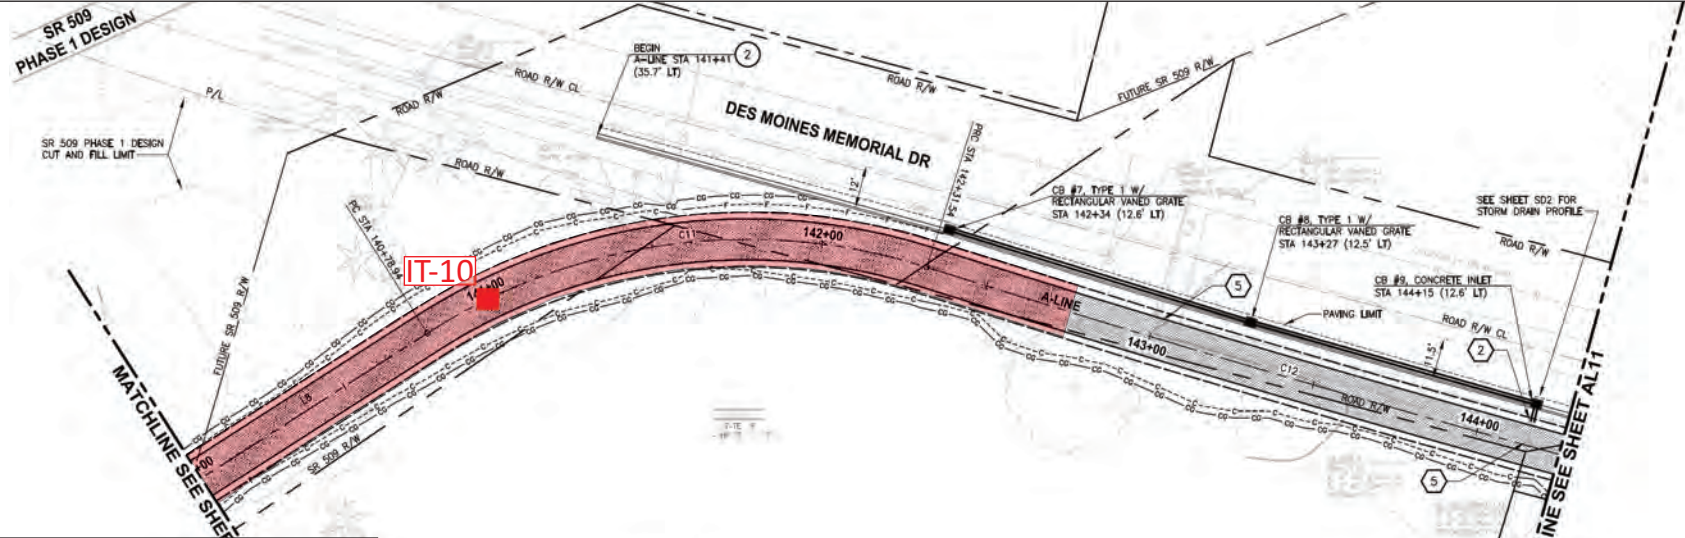 SR 509
PHASE 1 DESIGN
P/L
SR 509 PHASE 1 DESIGN
CUT AND FILL LIMIT
ROAD R/W
ROAD R/W CL
BEGIN
A-LINE STA 141+41
(35.7' LT)
2
ROAD R/W
DES MOINES MEMORIAL DR
FUTURE SR 509 R/W
ROAD R/W
PC STA 140+78.94
IT-10
12'
PRC STA 142+31.54
CB #7, TYPE 1 W/
RECTANGULAR VANED GRATE
STA 142+34 (12.6' LT)
CB #8, TYPE 1 W/
RECTANGULAR VANED GRATE
STA 143+27 (12.5' LT)
SEE SHEET SD2 FOR
STORM DRAIN PROFILE
ROAD R/W
CB #9, CONCRETE INLET
STA 144+15 (12.6' LT)
PAVING LIMIT
ROAD R/W CL
5
2
11.5'
C11
142+00
A-LINE
143+00
C12
ROAD R/W
144+00
5
FUTURE SR 509 R/W
L8
+00
SR 509 R/W
MATCHLINE SEE SHEE
INE SEE SHEET AL11